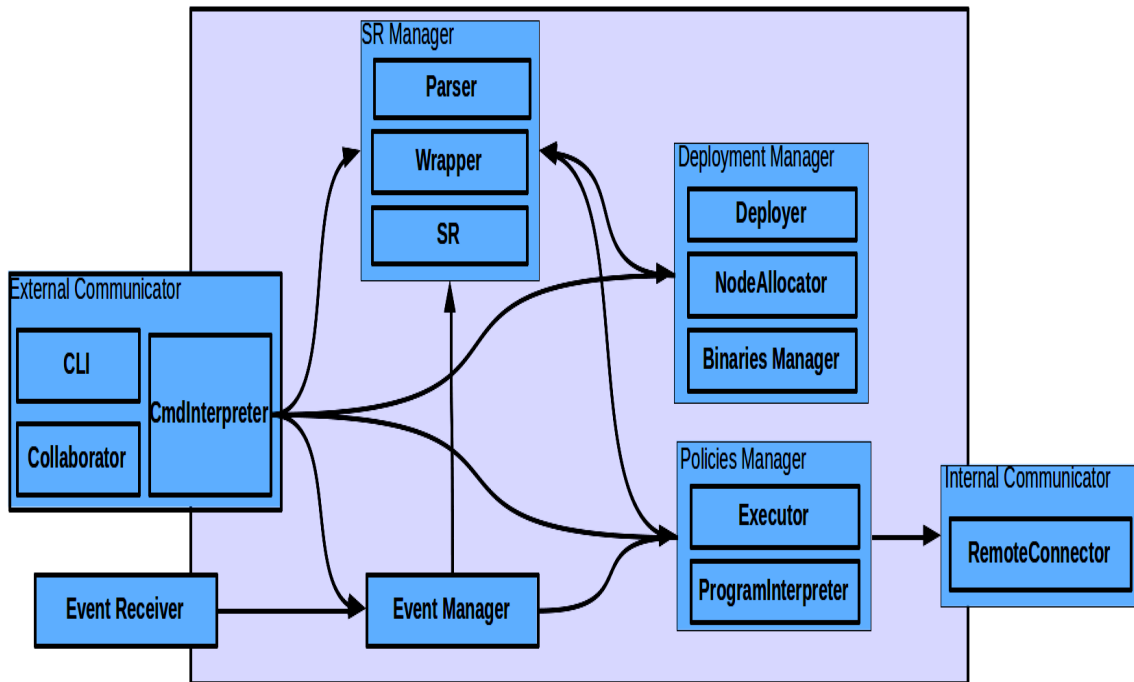 SR Manager
Parser
Wrapper
SR
Deployment Manager
Deployer
NodeAllocator
Binaries Manager
External Communicator
CLI
CmdInterpreter
Collaborator
Policies Manager
Executor
ProgramInterpreter
Internal Communicator
RemoteConnector
Event Receiver
Event Manager